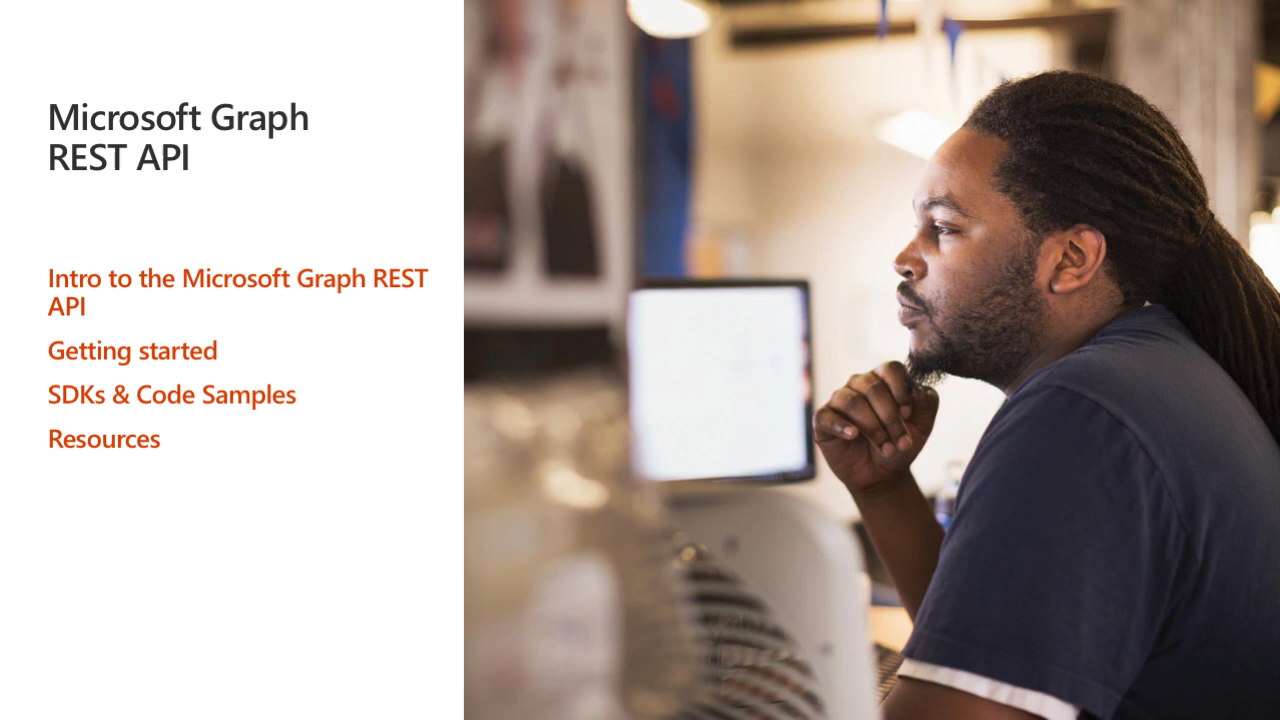 Microsoft Graph
REST API
Intro to the Microsoft Graph REST
API
Getting started
SDKs & Code Samples
Resources